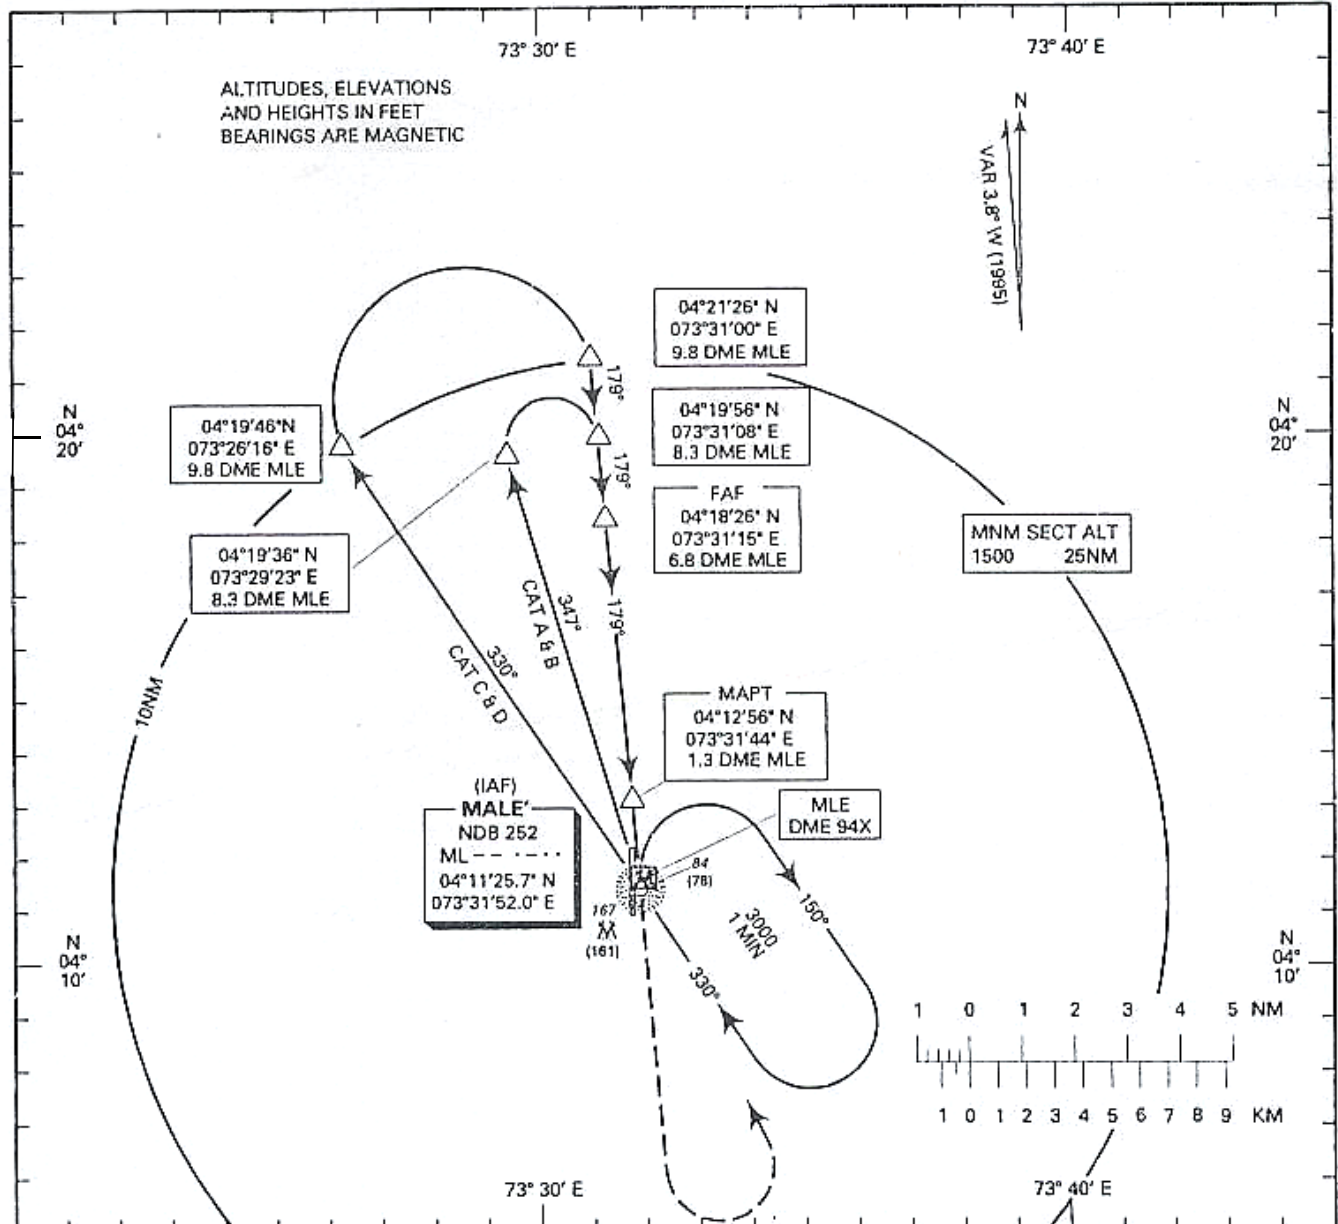 73° 30' E
73° 40' E
ALTITUDES, ELEVATIONS
AND HEIGHTS IN FEET
BEARINGS ARE MAGNETIC
N
VAR 3.8° W (1995)
04°21'26" N
073°31'00" E
9.8 DME MLE
179°
04°19'56" N
073°31'08" E
8.3 DME MLE
179°
N
04°
20'
04°19'46"N
073°26'16" E
9.8 DME MLE
N
04°
20'
FAF
04°18'26" N
073°31'15" E
6.8 DME MLE
MNM SECT ALT
1500 25NM
04°19'36" N
073°29'23" E
8.3 DME MLE
347°
CAT A & B
179°
330°
CAT C & D
10NM
MAPT
04°12'56" N
073°31'44" E
1.3 DME MLE
(IAF)
MALE'
NDB 252
ML
04°11'25.7" N
073°31'52.0" E
MLE
DME 94X
84
(78)
167
(161)
150°
3000
1 MIN
330°
N
04°
10'
N
04°
10'
1 0 1 2 3 4 5 NM
1 0 1 2 3 4 5 6 7 8 9 KM
73° 30' E
73° 40' E